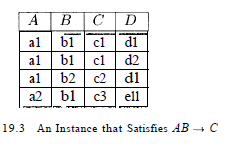 A B C D
a1 b1 c1 d1
a1 b1 c1 d2
a1 b2 c2 d1
a2 b1 c3 ell
19.3 An Instance that Satisfies AB → C